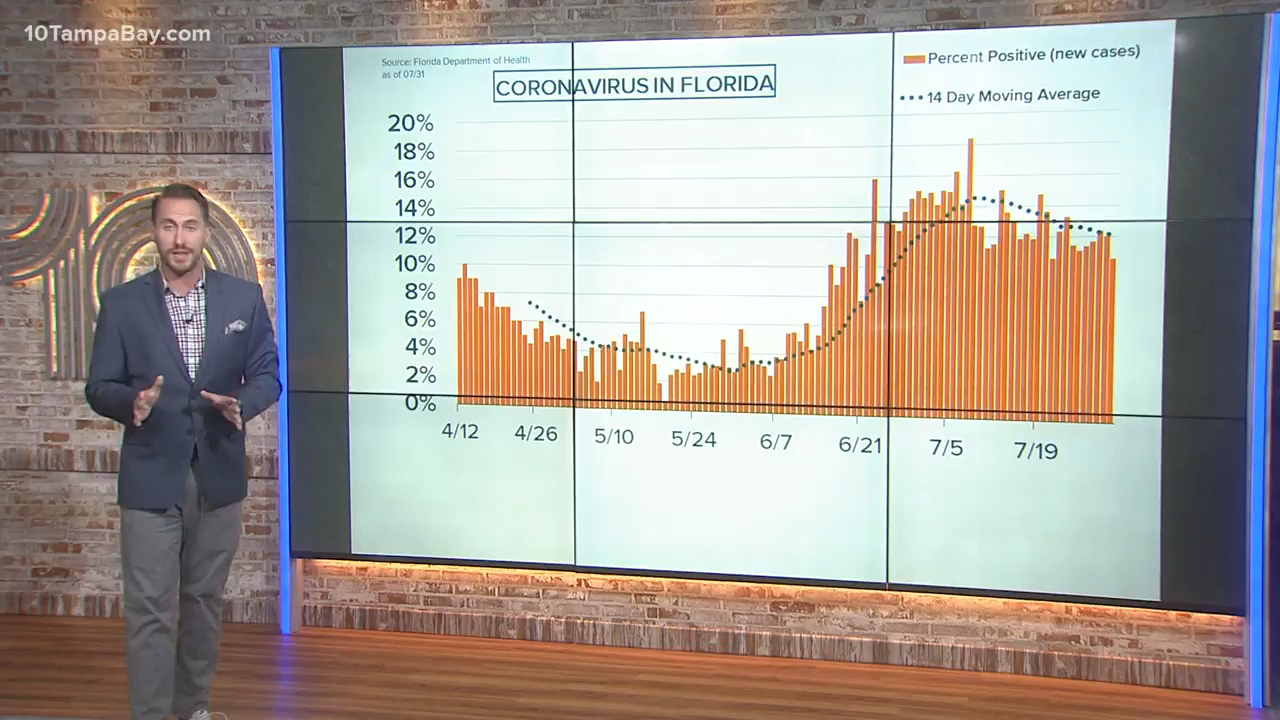 10TampaBay.com
Source: Florida Department of Health
as of 07/31
CORONAVIRUS IN FLORIDA
Percent Positive (new cases)
14 Day Moving Average
20%
18%
16%
14%
12%
10%
8%
6%
4%
2%
0%
4/12 4/26 5/10 5/24 6/7 6/21 7/5 7/19
10